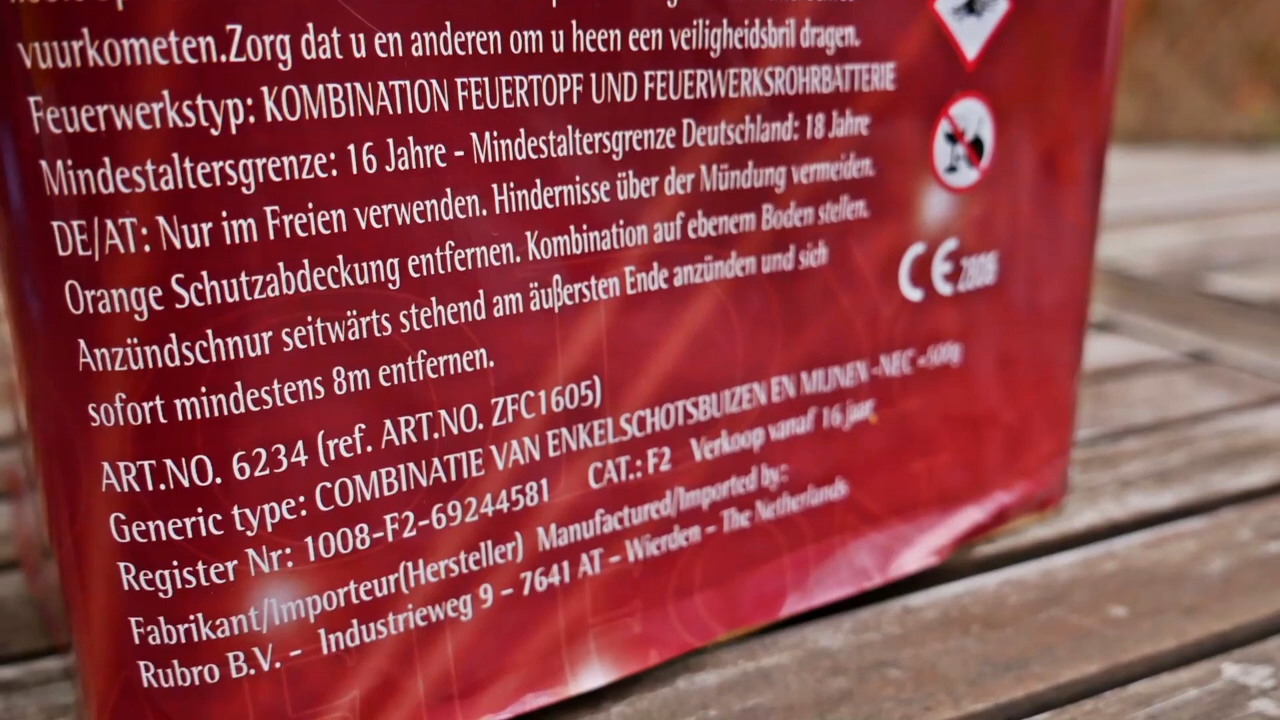 vuurkometen.Zorg dat u en anderen om u heen een veiligheidsbril dragen.
Feuerwerkstyp: KOMBINATION FEUERTOPF UND FEUERWERKSROHRBATTERIE
Mindestaltersgrenze: 16 Jahre - Mindestaltersgrenze Deutschland: 18 Jahre
DE/AT: Nur im Freien verwenden. Hindernisse über der Mündung vermeiden.
Orange Schutzabdeckung entfernen. Kombination auf ebenem Boden stellen.
Anzündschnur seitwärts stehend am äußersten Ende anzünden und sich
sofort mindestens 8m entfernen.
CE
ART.NO. 6234 (ref. ART.NO. ZFC1605)
Generic type: COMBINATIE VAN ENKELSCHOTSBUIZEN EN MIJNEN -NEC -500g
Register Nr: 1008-F2-69244581 CAT.: F2 Verkoop vanaf 16 jaar
Fabrikant/Importeur(Hersteller) Manufactured/Imported by:
Rubro B.V. - Industrieweg 9 - 7641 AT - Wierden - The Netherlands